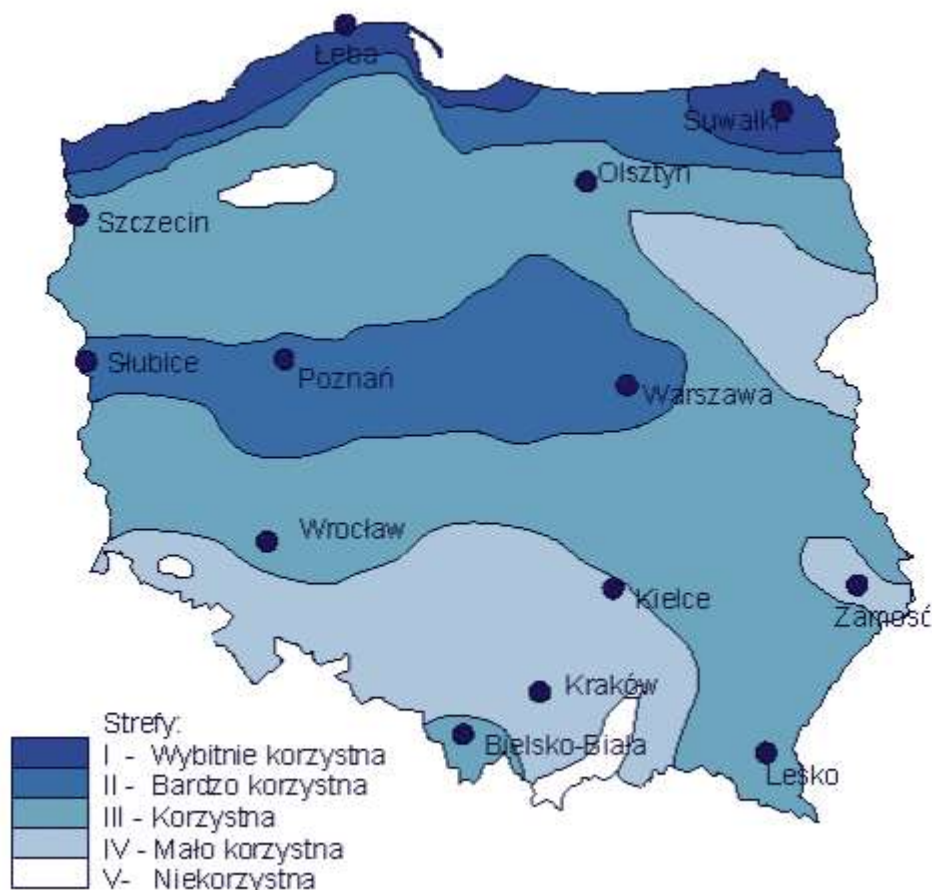 Łeba
Suwałki
Olsztyn
Szczecin
Słubice
Poznań
Warszawa
Wrocław
Kielce
Zamość
Kraków
Bielsko-Biała
Lesko
Strefy:
I - Wybitnie korzystna
II - Bardzo korzystna
III - Korzystna
IV - Mało korzystna
V- Niekorzystna